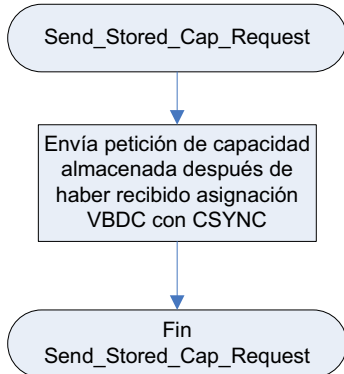 Send_Stored_Cap_Request
Envía petición de capacidad
almacenada después de
haber recibido asignación
VBDC con CSYNC
Fin
Send_Stored_Cap_Request